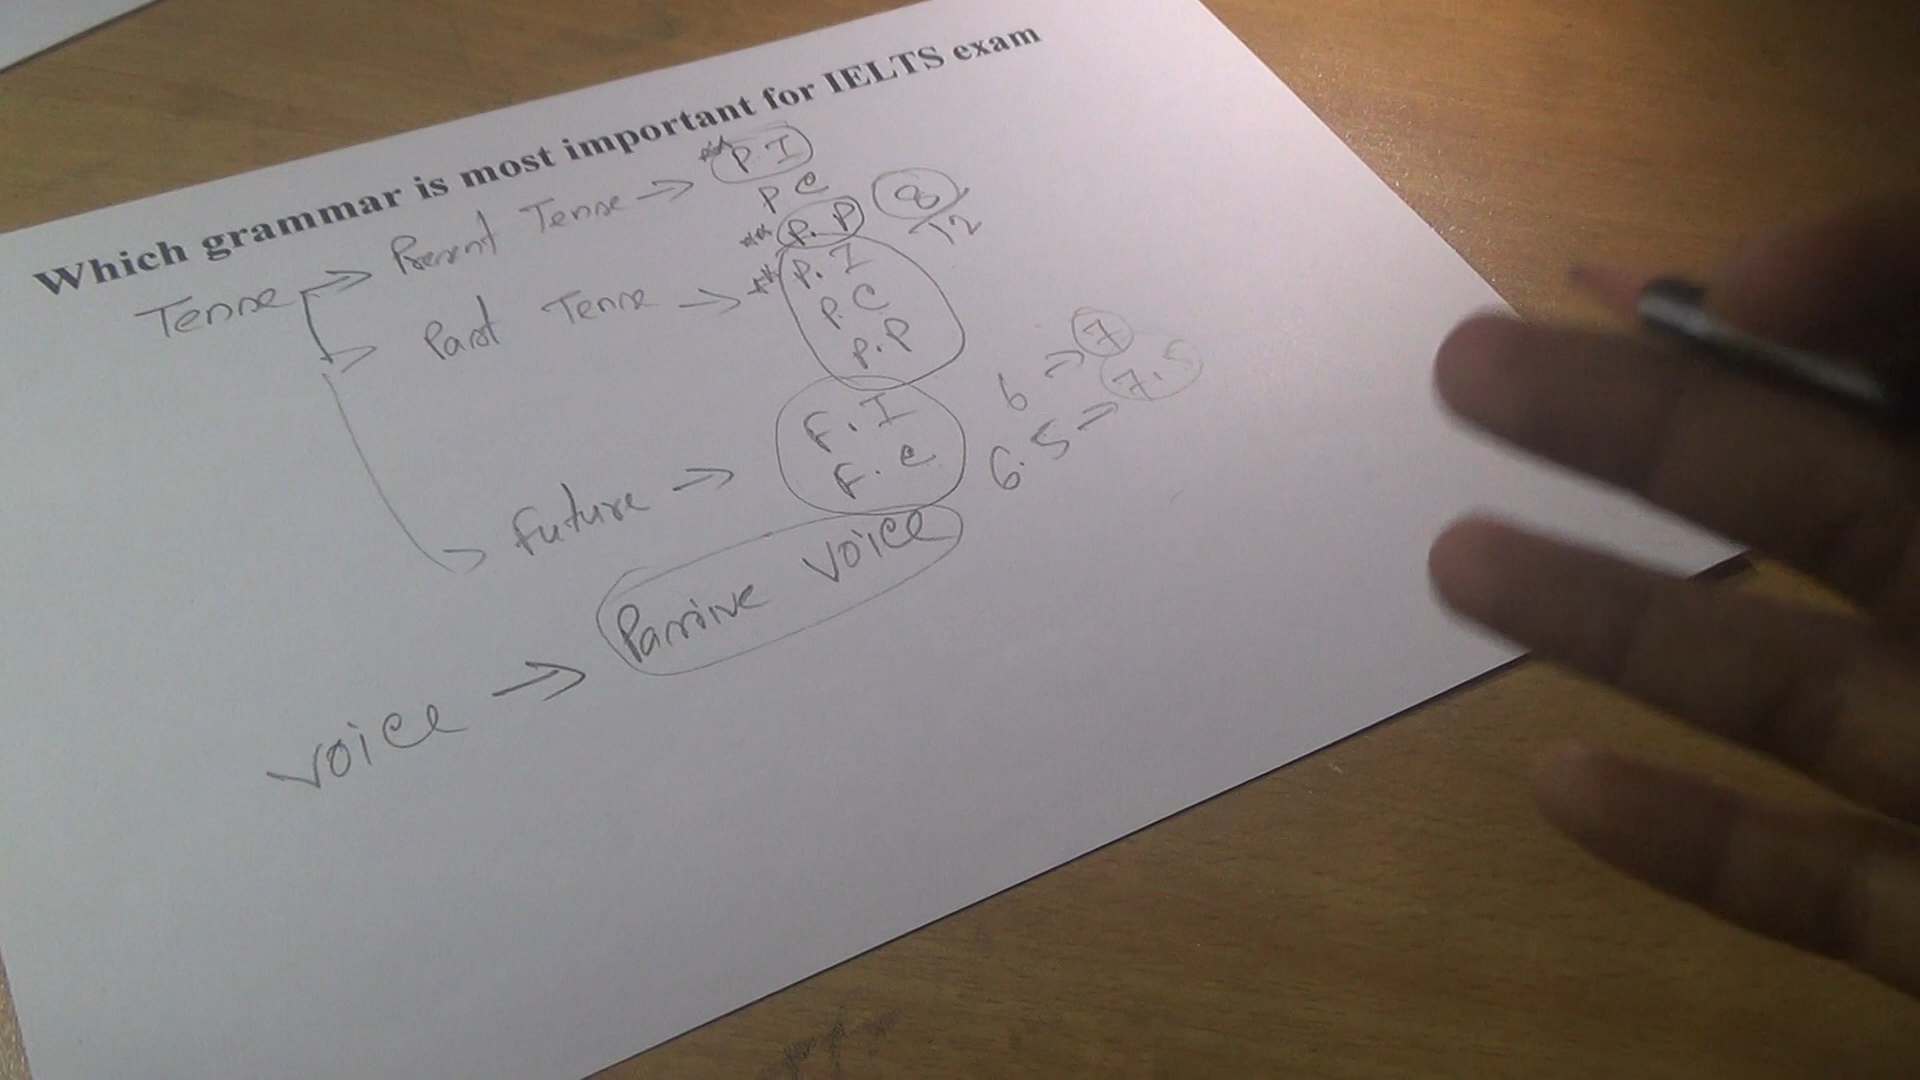 Which grammar is most important for IELTS exam
Tense → Present Tense → ** P.I
P C
** P.P 8/12
→ Past Tense → ** P.I
P.C
P.P
6 → 7
6.5 → 7.5
→ Future → F.I
F.C
Voice → Passive Voice